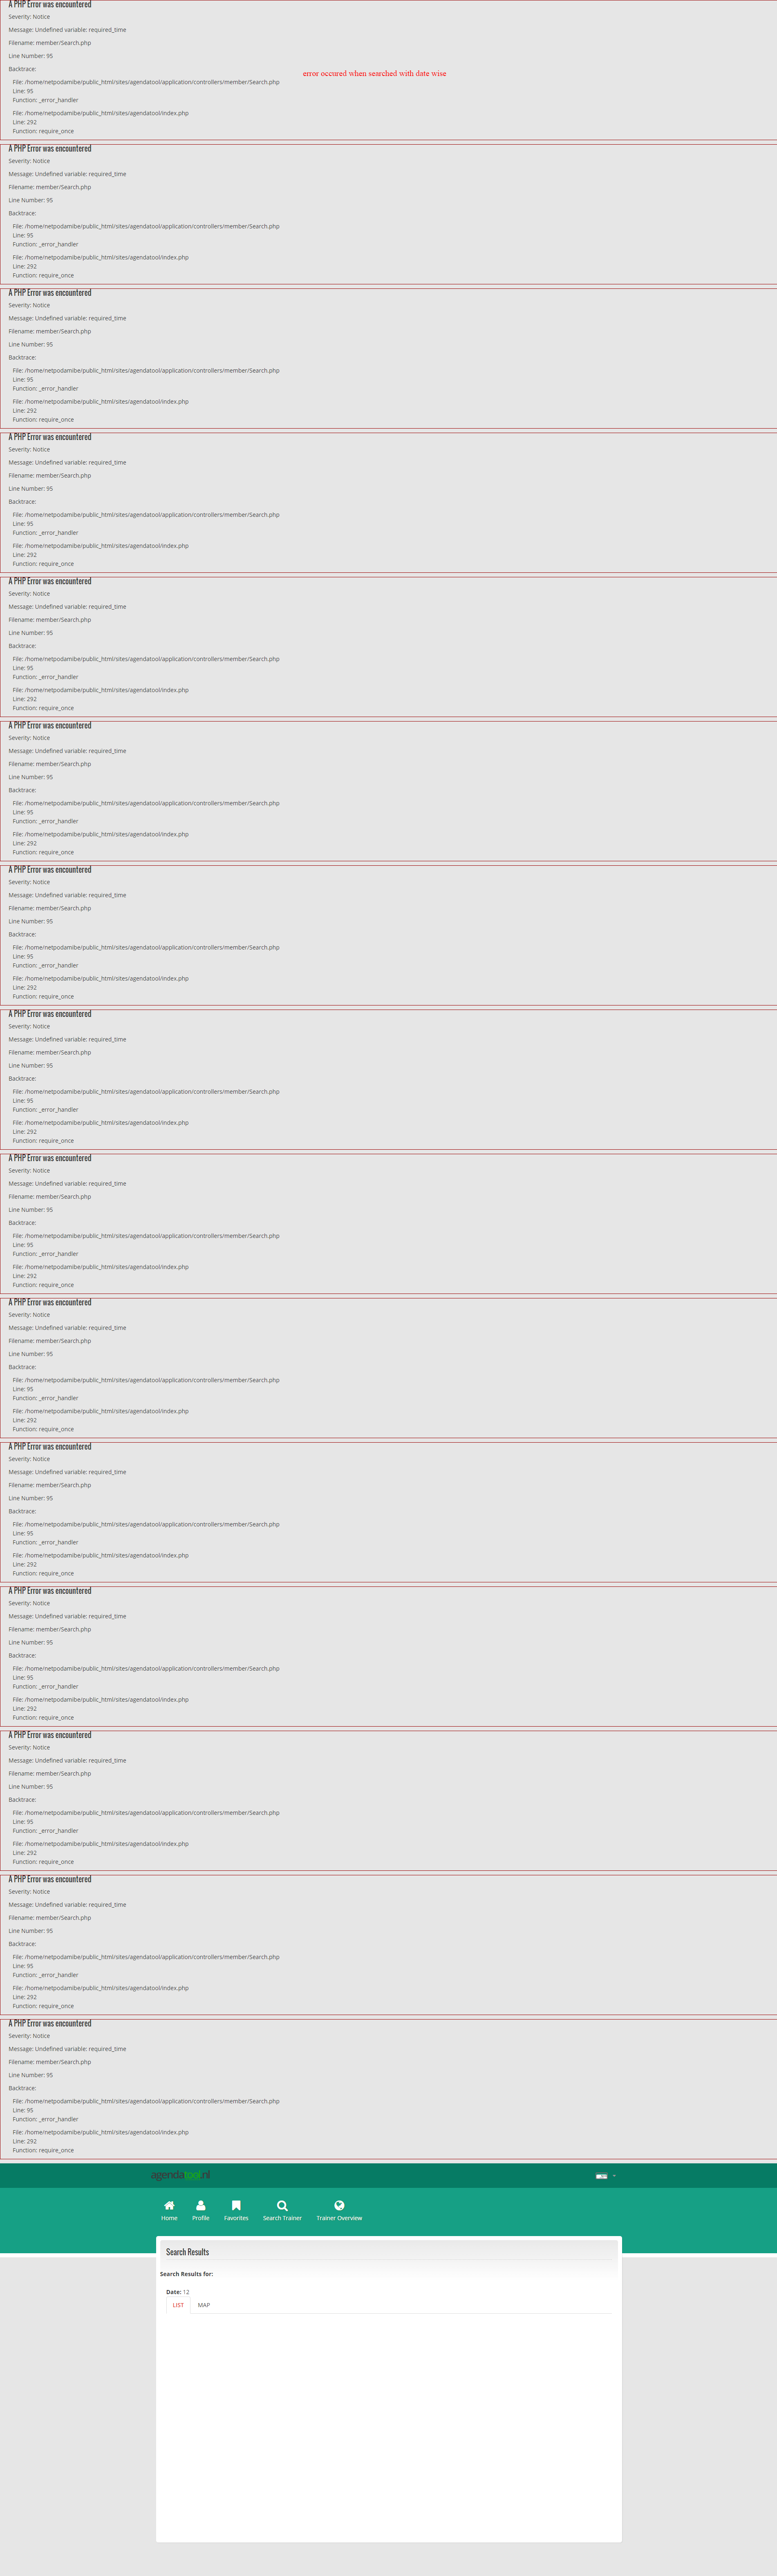 A PHP Error was encountered
Severity: Notice
Message: Undefined variable: required_time
Filename: member/Search.php
Line Number: 95
Backtrace:
error occured when searched with date wise
File: /home/netpodamibe/public_html/sites/agendatool/application/controllers/member/Search.php
Line: 95
Function: _error_handler
File: /home/netpodamibe/public_html/sites/agendatool/index.php
Line: 292
Function: require_once
A PHP Error was encountered
Severity: Notice
Message: Undefined variable: required_time
Filename: member/Search.php
Line Number: 95
Backtrace:
File: /home/netpodamibe/public_html/sites/agendatool/application/controllers/member/Search.php
Line: 95
Function: _error_handler
File: /home/netpodamibe/public_html/sites/agendatool/index.php
Line: 292
Function: require_once
A PHP Error was encountered
Severity: Notice
Message: Undefined variable: required_time
Filename: member/Search.php
Line Number: 95
Backtrace:
File: /home/netpodamibe/public_html/sites/agendatool/application/controllers/member/Search.php
Line: 95
Function: _error_handler
File: /home/netpodamibe/public_html/sites/agendatool/index.php
Line: 292
Function: require_once
A PHP Error was encountered
Severity: Notice
Message: Undefined variable: required_time
Filename: member/Search.php
Line Number: 95
Backtrace:
File: /home/netpodamibe/public_html/sites/agendatool/application/controllers/member/Search.php
Line: 95
Function: _error_handler
File: /home/netpodamibe/public_html/sites/agendatool/index.php
Line: 292
Function: require_once
A PHP Error was encountered
Severity: Notice
Message: Undefined variable: required_time
Filename: member/Search.php
Line Number: 95
Backtrace:
File: /home/netpodamibe/public_html/sites/agendatool/application/controllers/member/Search.php
Line: 95
Function: _error_handler
File: /home/netpodamibe/public_html/sites/agendatool/index.php
Line: 292
Function: require_once
A PHP Error was encountered
Severity: Notice
Message: Undefined variable: required_time
Filename: member/Search.php
Line Number: 95
Backtrace:
File: /home/netpodamibe/public_html/sites/agendatool/application/controllers/member/Search.php
Line: 95
Function: _error_handler
File: /home/netpodamibe/public_html/sites/agendatool/index.php
Line: 292
Function: require_once
A PHP Error was encountered
Severity: Notice
Message: Undefined variable: required_time
Filename: member/Search.php
Line Number: 95
Backtrace:
File: /home/netpodamibe/public_html/sites/agendatool/application/controllers/member/Search.php
Line: 95
Function: _error_handler
File: /home/netpodamibe/public_html/sites/agendatool/index.php
Line: 292
Function: require_once
A PHP Error was encountered
Severity: Notice
Message: Undefined variable: required_time
Filename: member/Search.php
Line Number: 95
Backtrace:
File: /home/netpodamibe/public_html/sites/agendatool/application/controllers/member/Search.php
Line: 95
Function: _error_handler
File: /home/netpodamibe/public_html/sites/agendatool/index.php
Line: 292
Function: require_once
A PHP Error was encountered
Severity: Notice
Message: Undefined variable: required_time
Filename: member/Search.php
Line Number: 95
Backtrace:
File: /home/netpodamibe/public_html/sites/agendatool/application/controllers/member/Search.php
Line: 95
Function: _error_handler
File: /home/netpodamibe/public_html/sites/agendatool/index.php
Line: 292
Function: require_once
A PHP Error was encountered
Severity: Notice
Message: Undefined variable: required_time
Filename: member/Search.php
Line Number: 95
Backtrace:
File: /home/netpodamibe/public_html/sites/agendatool/application/controllers/member/Search.php
Line: 95
Function: _error_handler
File: /home/netpodamibe/public_html/sites/agendatool/index.php
Line: 292
Function: require_once
A PHP Error was encountered
Severity: Notice
Message: Undefined variable: required_time
Filename: member/Search.php
Line Number: 95
Backtrace:
File: /home/netpodamibe/public_html/sites/agendatool/application/controllers/member/Search.php
Line: 95
Function: _error_handler
File: /home/netpodamibe/public_html/sites/agendatool/index.php
Line: 292
Function: require_once
A PHP Error was encountered
Severity: Notice
Message: Undefined variable: required_time
Filename: member/Search.php
Line Number: 95
Backtrace:
File: /home/netpodamibe/public_html/sites/agendatool/application/controllers/member/Search.php
Line: 95
Function: _error_handler
File: /home/netpodamibe/public_html/sites/agendatool/index.php
Line: 292
Function: require_once
A PHP Error was encountered
Severity: Notice
Message: Undefined variable: required_time
Filename: member/Search.php
Line Number: 95
Backtrace:
File: /home/netpodamibe/public_html/sites/agendatool/application/controllers/member/Search.php
Line: 95
Function: _error_handler
File: /home/netpodamibe/public_html/sites/agendatool/index.php
Line: 292
Function: require_once
A PHP Error was encountered
Severity: Notice
Message: Undefined variable: required_time
Filename: member/Search.php
Line Number: 95
Backtrace:
File: /home/netpodamibe/public_html/sites/agendatool/application/controllers/member/Search.php
Line: 95
Function: _error_handler
File: /home/netpodamibe/public_html/sites/agendatool/index.php
Line: 292
Function: require_once
A PHP Error was encountered
Severity: Notice
Message: Undefined variable: required_time
Filename: member/Search.php
Line Number: 95
Backtrace:
File: /home/netpodamibe/public_html/sites/agendatool/application/controllers/member/Search.php
Line: 95
Function: _error_handler
File: /home/netpodamibe/public_html/sites/agendatool/index.php
Line: 292
Function: require_once
agendatool.nl
Home Profile Favorites Search Trainer Trainer Overview
Search Results
Search Results for:
Date: 12
LIST MAP